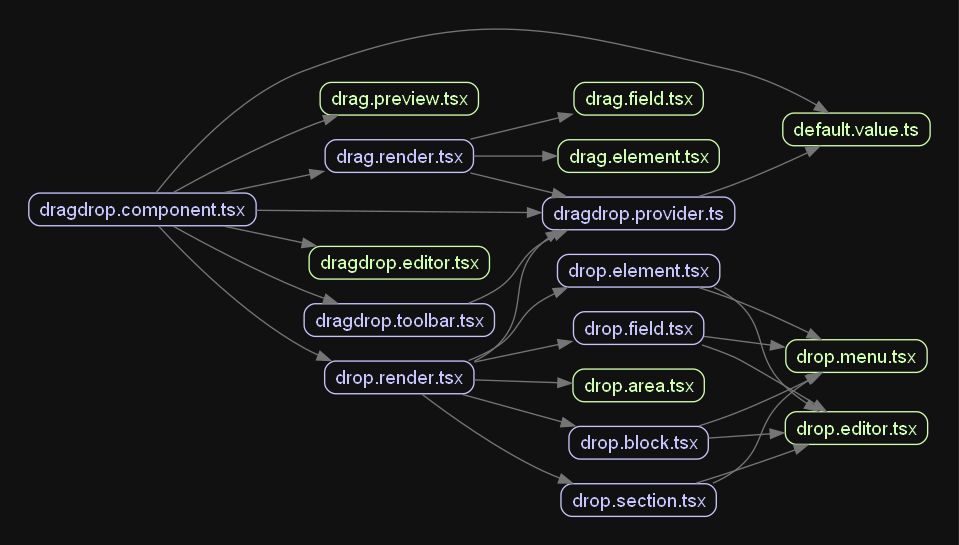 dragdrop.component.tsx
drag.preview.tsx
drag.render.tsx
dragdrop.editor.tsx
dragdrop.toolbar.tsx
drop.render.tsx
drag.field.tsx
drag.element.tsx
dragdrop.provider.ts
drop.element.tsx
drop.field.tsx
drop.area.tsx
drop.block.tsx
drop.section.tsx
default.value.ts
drop.menu.tsx
drop.editor.tsx